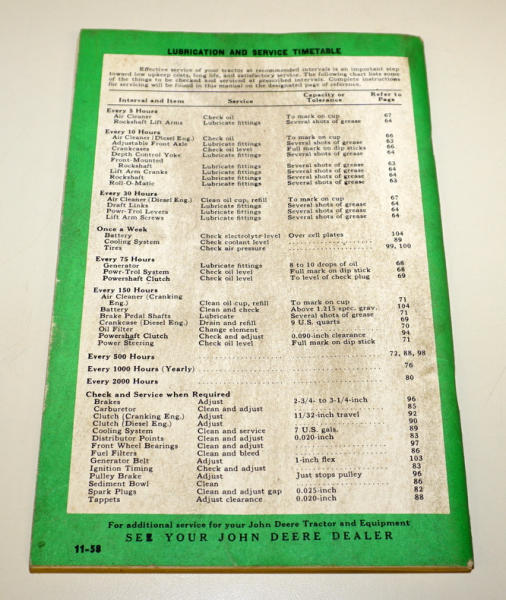 LUBRICATION AND SERVICE TIMETABLE
Effective service of your tractor at recommended intervals is an important step
toward low upkeep costs, long life, and satisfactory service. The following chart lists some
of the things to be checked and serviced at prescribed intervals. Complete instructions
for servicing will be found in this manual on the designated page of reference.
Interval and Item Service Capacity or Tolerance Refer to Page
Every 5 Hours
Air Cleaner Check oil To mark on cup 67
Rockshaft Lift Arms Lubricate fittings Several shots of grease 64
Every 10 Hours
Air Cleaner (Diesel Eng.) Check oil To mark on cup 66
Adjustable Front Axle Lubricate fittings Several shots of grease 63
Crankcases Check oil level Full mark on dip sticks 66
Depth Control Yoke Lubricate fittings Several shots of grease 64
Front-Mounted
Rockshaft Lubricate fittings Several shots of grease 63
Lift Arm Cranks Lubricate fittings Several shots of grease 64
Rockshaft Lubricate fittings Several shots of grease 64
Roll-O-Matic Lubricate fittings Several shots of grease 63
Every 30 Hours
Air Cleaner (Diesel Eng.) Clean oil cup, refill To mark on cup 67
Draft Links Lubricate fittings Several shots of grease 64
Powr-Trol Levers Lubricate fittings Several shots of grease 64
Lift Arm Screws Lubricate fittings Several shots of grease 64
Once a Week
Battery Check electrolyte level Over cell plates 104
Cooling System Check coolant level 89
Tires Check air pressure 99, 100
Every 75 Hours
Generator Lubricate fittings 8 to 10 drops of oil 68
Powr-Trol System Check oil level Full mark on dip stick 68
Powershaft Clutch Check oil level To level of check plug 69
Every 150 Hours
Air Cleaner (Cranking
Eng.) Clean oil cup, refill To mark on cup 71
Battery Clean and check Above 1.215 spec. grav. 104
Brake Pedal Shafts Lubricate Several shots of grease 71
Crankcase (Diesel Eng.) Drain and refill 9 U.S. quarts 69
Oil Filter Change element 70
Powershaft Clutch Check and adjust 0.090-inch clearance 94
Power Steering Check oil level Full mark on dip stick 71
Every 500 Hours 72, 88, 98
Every 1000 Hours (Yearly) 76
Every 2000 Hours 80
Check and Service when Required
Brakes Adjust 2-3/4- to 3-1/4-inch 96
Carburetor Clean and adjust 85
Clutch (Cranking Eng.) Adjust 11/32-inch travel 92
Clutch (Diesel Eng.) Adjust 90
Cooling System Clean and service 7 U.S. gals. 89
Distributor Points Clean and adjust 0.020-inch 83
Front Wheel Bearings Clean and adjust 97
Fuel Filters Clean and bleed 86
Generator Belt Adjust 1-inch flex 103
Ignition Timing Check and adjust 83
Pulley Brake Adjust Just stops pulley 96
Sediment Bowl Clean 86
Spark Plugs Clean and adjust gap 0.025-inch 82
Tappets Adjust clearance 0.020-inch 88
For additional service for your John Deere Tractor and Equipment
SEE YOUR JOHN DEERE DEALER
11-58